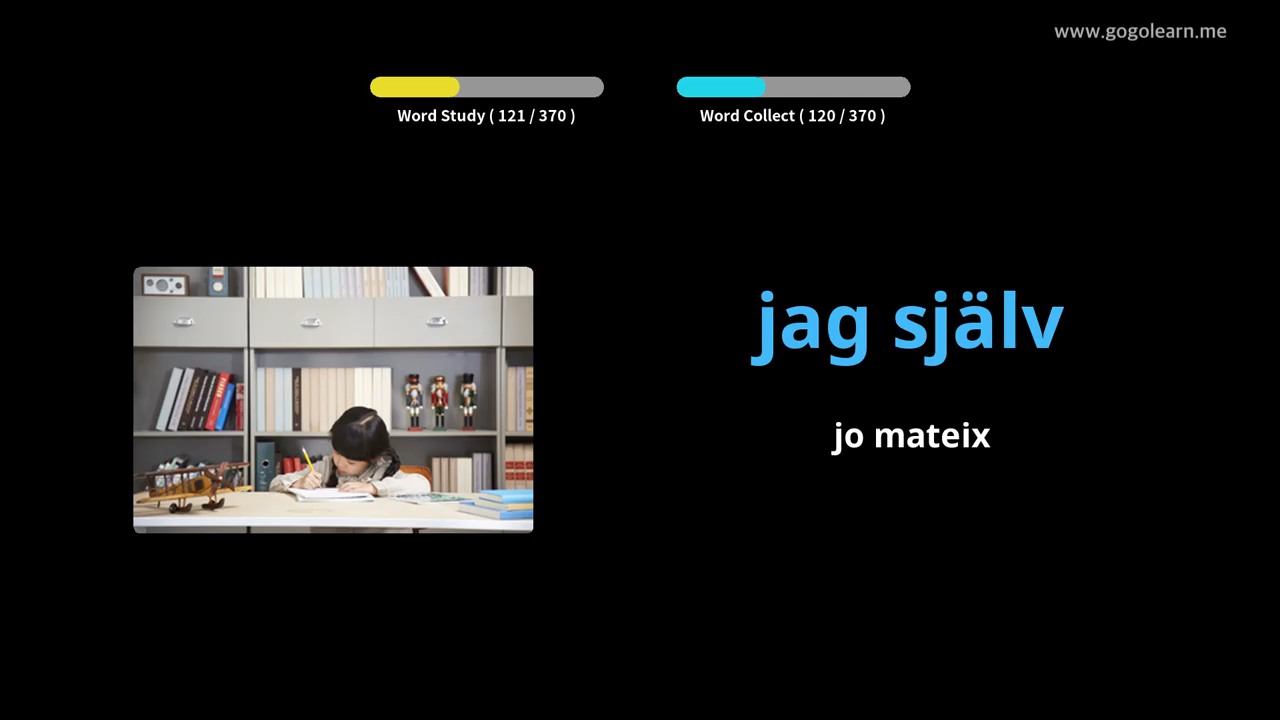 www.gogolearn.me
Word Study ( 121 / 370 )
Word Collect ( 120 / 370 )
jag själv
jo mateix